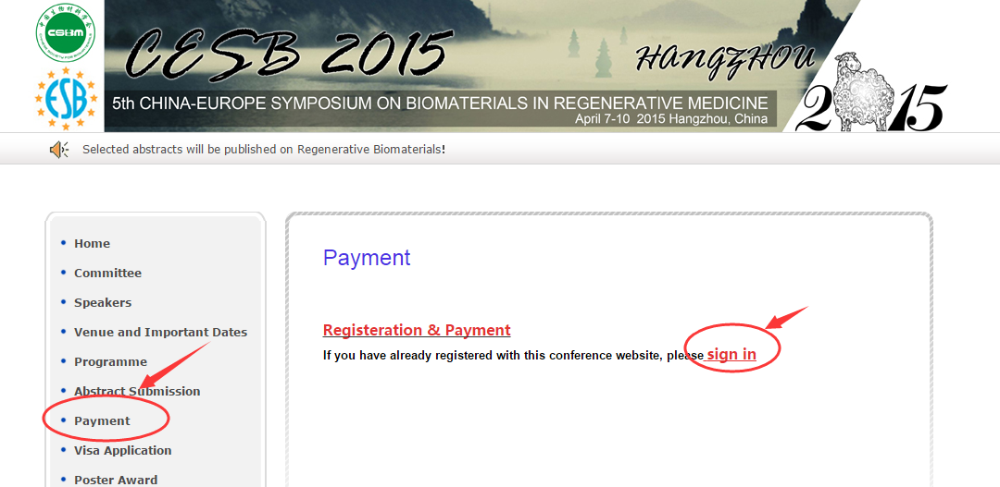 CSBM
ESB
CESB 2015
HANGZHOU
2015
5th CHINA-EUROPE SYMPOSIUM ON BIOMATERIALS IN REGENERATIVE MEDICINE
April 7-10 2015 Hangzhou, China
Selected abstracts will be published on Regenerative Biomaterials!
Home
Committee
Speakers
Venue and Important Dates
Programme
Abstract Submission
Payment
Visa Application
Poster Award
Payment
Registeration & Payment
If you have already registered with this conference website, please sign in